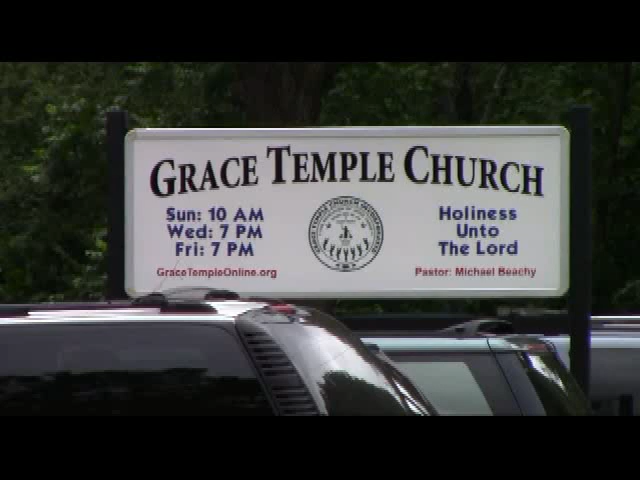 GRACE TEMPLE CHURCH
Sun: 10 AM
Wed: 7 PM
Fri: 7 PM
Holiness
Unto
The Lord
GraceTempleOnline.org
Pastor: Michael Beachy